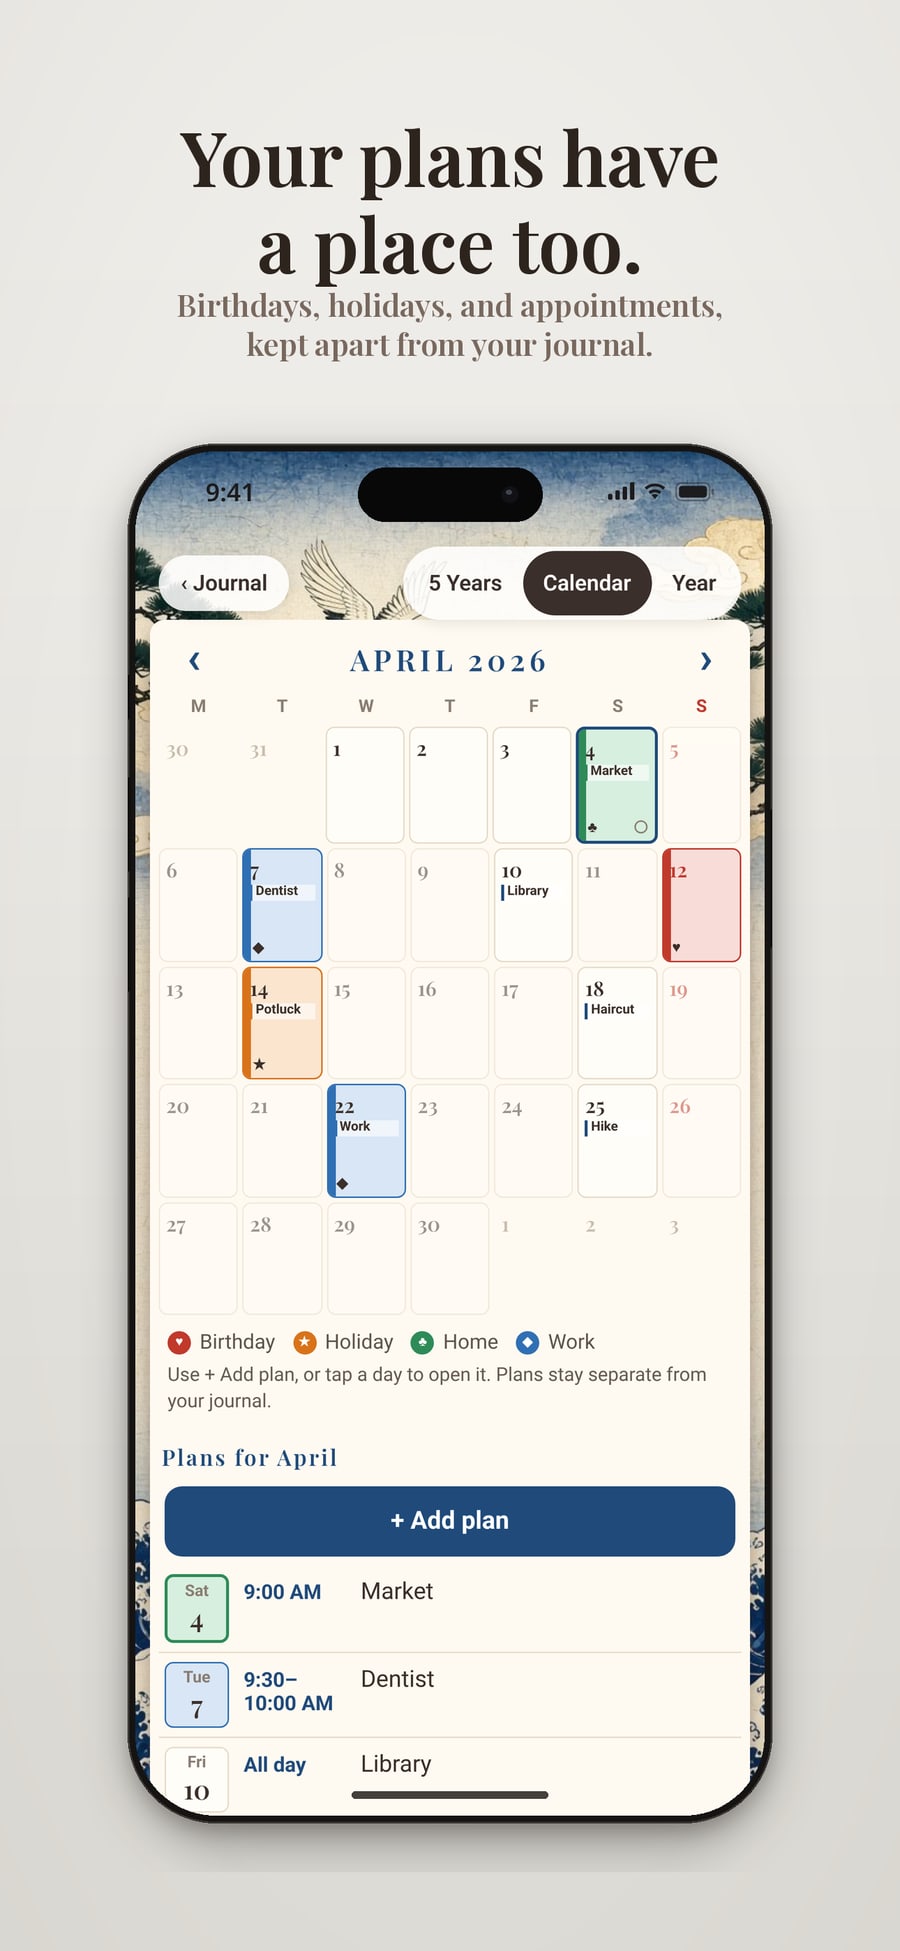 Your plans have
a place too.
Birthdays, holidays, and appointments,
kept apart from your journal.
9:41
‹ Journal
5 Years Calendar Year
‹ APRIL 2026 ›
M T W T F S S
30 31 1 2 3 4 5
Market
♣
6 7 8 9 10 11 12
Dentist Library
◆ ♥
13 14 15 16 17 18 19
Potluck Haircut
★
20 21 22 23 24 25 26
Work Hike
◆
27 28 29 30 1 2 3
♥ Birthday ★ Holiday ♣ Home ◆ Work
Use + Add plan, or tap a day to open it. Plans stay separate from
your journal.
Plans for April
+ Add plan
Sat
4
9:00 AM
Market
Tue
7
9:30–
10:00 AM
Dentist
Fri
10
All day
Library